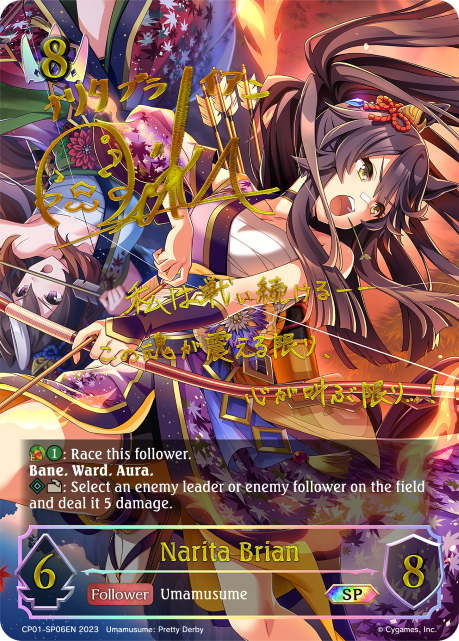 8
ナリタブライアン
私は戦い続ける──
この魂が震える限り、
心が叫ぶ限り…！
1 : Race this follower.
Bane. Ward. Aura.
: Select an enemy leader or enemy follower on the field
and deal it 5 damage.
Narita Brian
6
Follower Umamusume
SP
8
CP01-SP06EN 2023 Umamusume: Pretty Derby
© Cygames, Inc.